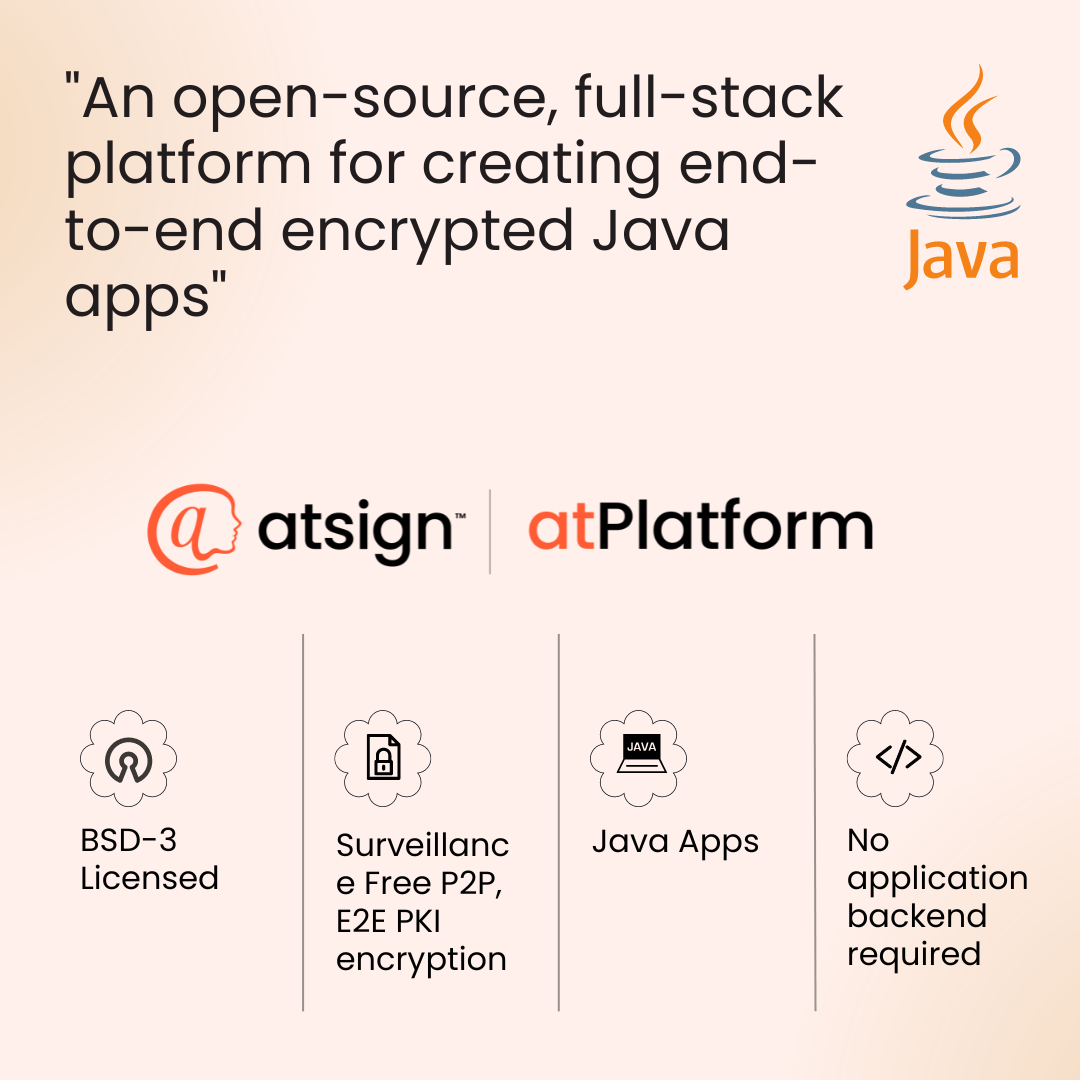 "An open-source, full-stack
platform for creating end-
to-end encrypted Java
apps"
Java
@ atsign™ | atPlatform
BSD-3
Licensed
Surveillanc
e Free P2P,
E2E PKI
encryption
JAVA
Java Apps
</>
No
application
backend
required